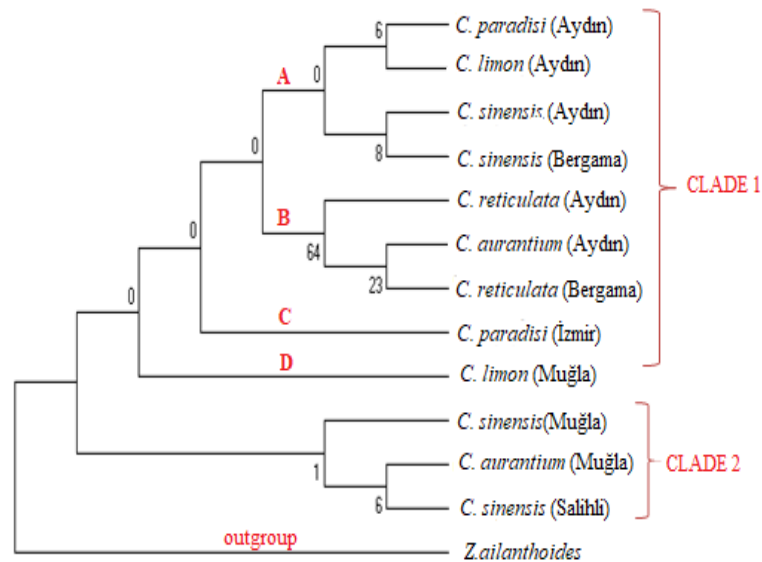 6
C. paradisi (Aydın)
A
0
C. limon (Aydın)
C. sinensis. (Aydın)
0
8
C. sinensis (Bergama)
CLADE 1
C. reticulata (Aydın)
B
0
64
C. aurantium (Aydın)
23
C. reticulata (Bergama)
0
C
C. paradisi (İzmir)
D
C. limon (Muğla)
C. sinensis(Muğla)
1
C. aurantium (Muğla)
CLADE 2
6
C. sinensis (Salihli)
outgroup
Z.ailanthoides